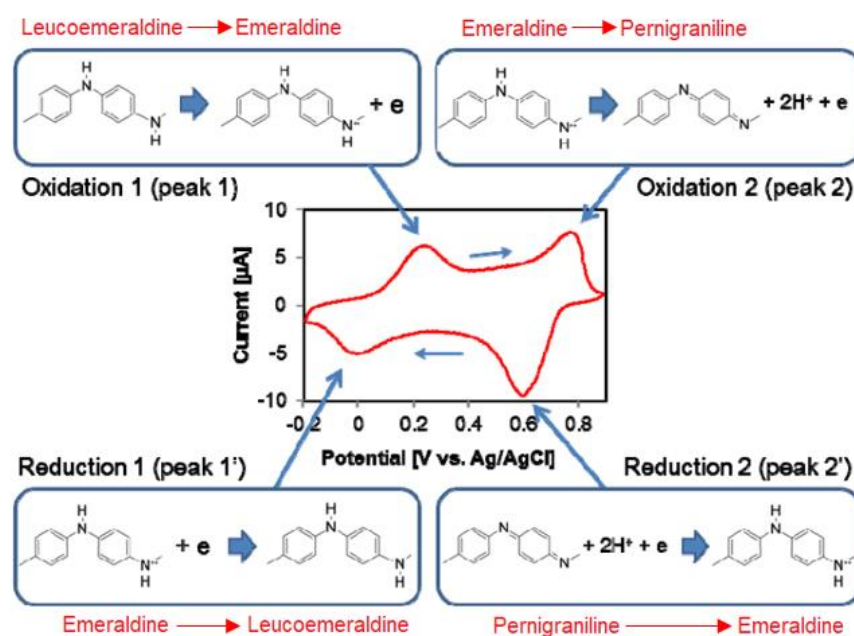 Leucoemeraldine → Emeraldine
Emeraldine → Pernigraniline
H
N
N
H
H
N
N··
H
+ e
H
N
N··
H
N
N
+ 2H⁺ + e
Oxidation 1 (peak 1)
Oxidation 2 (peak 2)
10
5
0
-5
-10
Current [µA]
-0.2 0 0.2 0.4 0.6 0.8
Potential [V vs. Ag/AgCl]
Reduction 1 (peak 1')
Reduction 2 (peak 2')
H
N
N··
H
+ e
H
N
N
H
N
N
+ 2H⁺ + e
H
N
N··
H
Emeraldine → Leucoemeraldine
Pernigraniline → Emeraldine